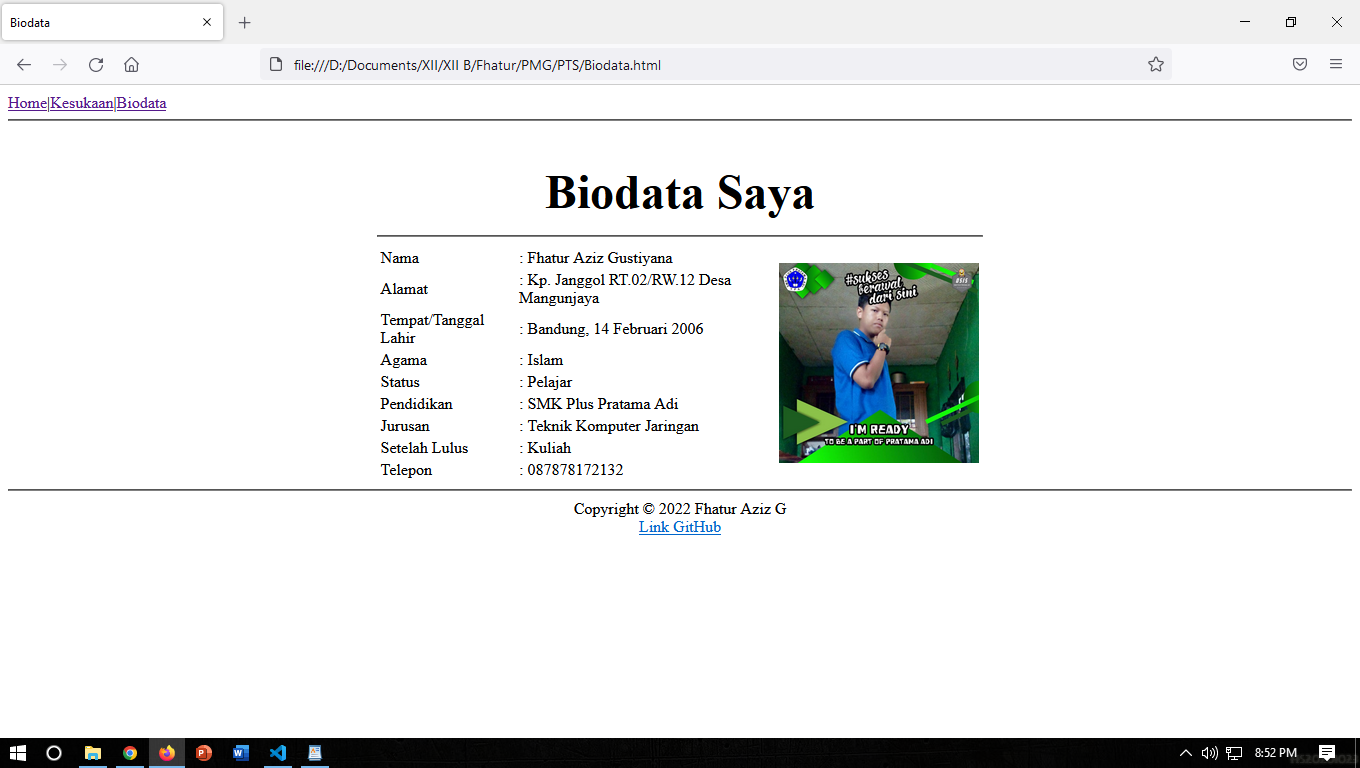 Biodata
file:///D:/Documents/XII/XII B/Fhatur/PMG/PTS/Biodata.html
Home|Kesukaan|Biodata
Biodata Saya
Nama : Fhatur Aziz Gustiyana
Alamat : Kp. Janggol RT.02/RW.12 Desa
Mangunjaya
Tempat/Tanggal
Lahir : Bandung, 14 Februari 2006
Agama : Islam
Status : Pelajar
Pendidikan : SMK Plus Pratama Adi
Jurusan : Teknik Komputer Jaringan
Setelah Lulus : Kuliah
Telepon : 087878172132
#sukses
berawal
dari sini
I'M READY
TO BE A PART OF PRATAMA ADI
Copyright © 2022 Fhatur Aziz G
Link GitHub
8:52 PM